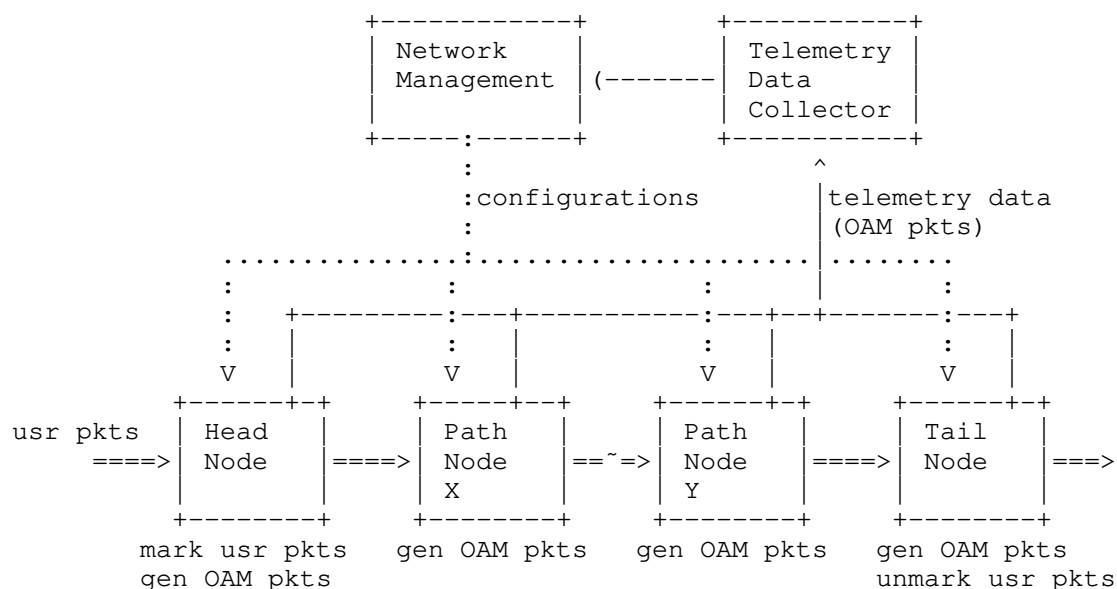 Network Telemetry
Management Data
Collector
configurations telemetry data
(OAM pkts)
usr pkts Head Path Path Tail
Node Node Node Node
X Y
mark usr pkts gen OAM pkts gen OAM pkts gen OAM pkts
gen OAM pkts unmark usr pkts